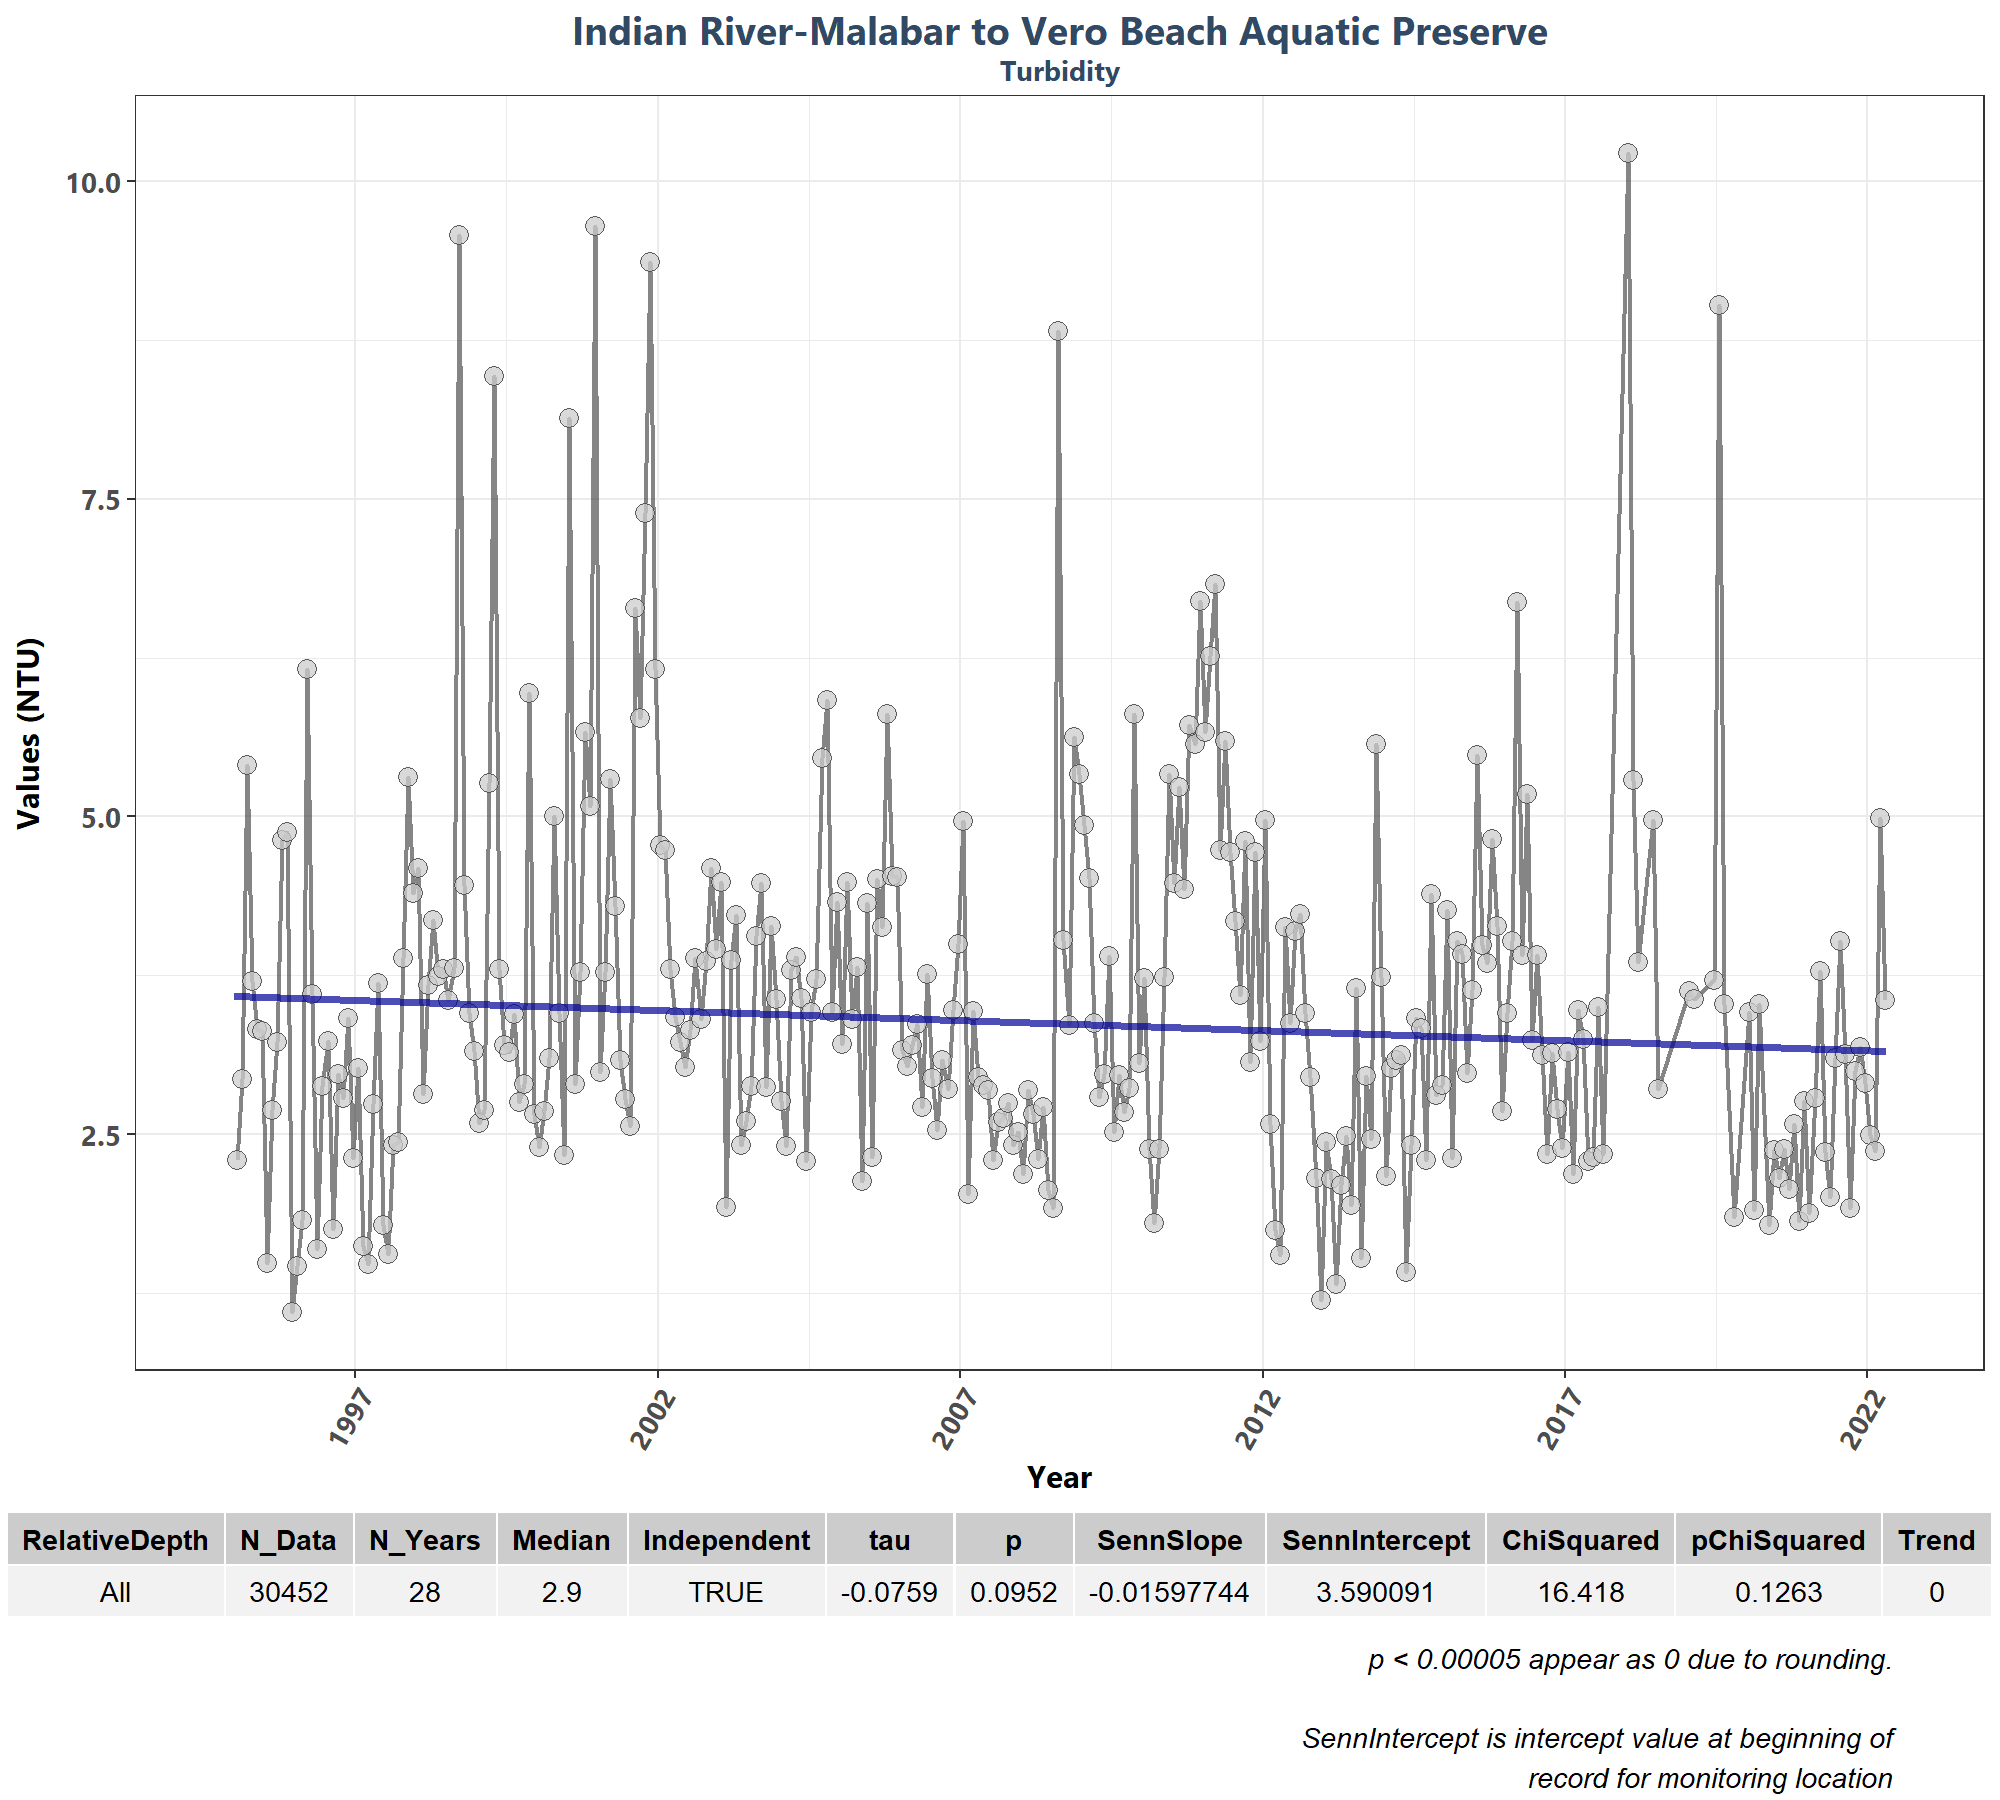 Indian River-Malabar to Vero Beach Aquatic Preserve
Turbidity
Values (NTU)
10.0
7.5
5.0
2.5
1997 2002 2007 2012 2017 2022
Year
RelativeDepth N_Data N_Years Median Independent tau p SennSlope SennIntercept ChiSquared pChiSquared Trend
All 30452 28 2.9 TRUE -0.0759 0.0952 -0.01597744 3.590091 16.418 0.1263 0
p < 0.00005 appear as 0 due to rounding.
SennIntercept is intercept value at beginning of
record for monitoring location